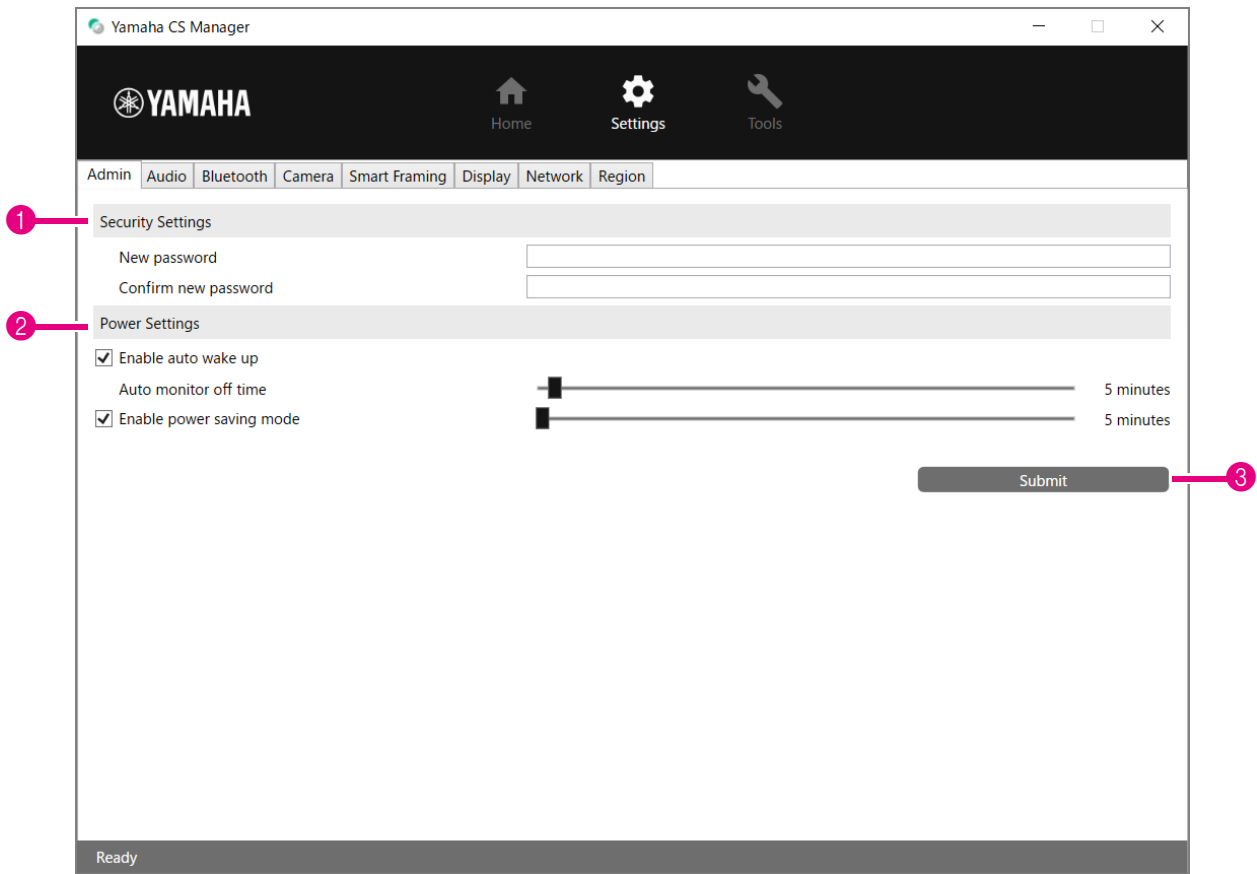 Yamaha CS Manager
YAMAHA
Home Settings Tools
Admin Audio Bluetooth Camera Smart Framing Display Network Region
1 Security Settings
New password
Confirm new password
2 Power Settings
Enable auto wake up
Auto monitor off time 5 minutes
Enable power saving mode 5 minutes
Submit 3
Ready